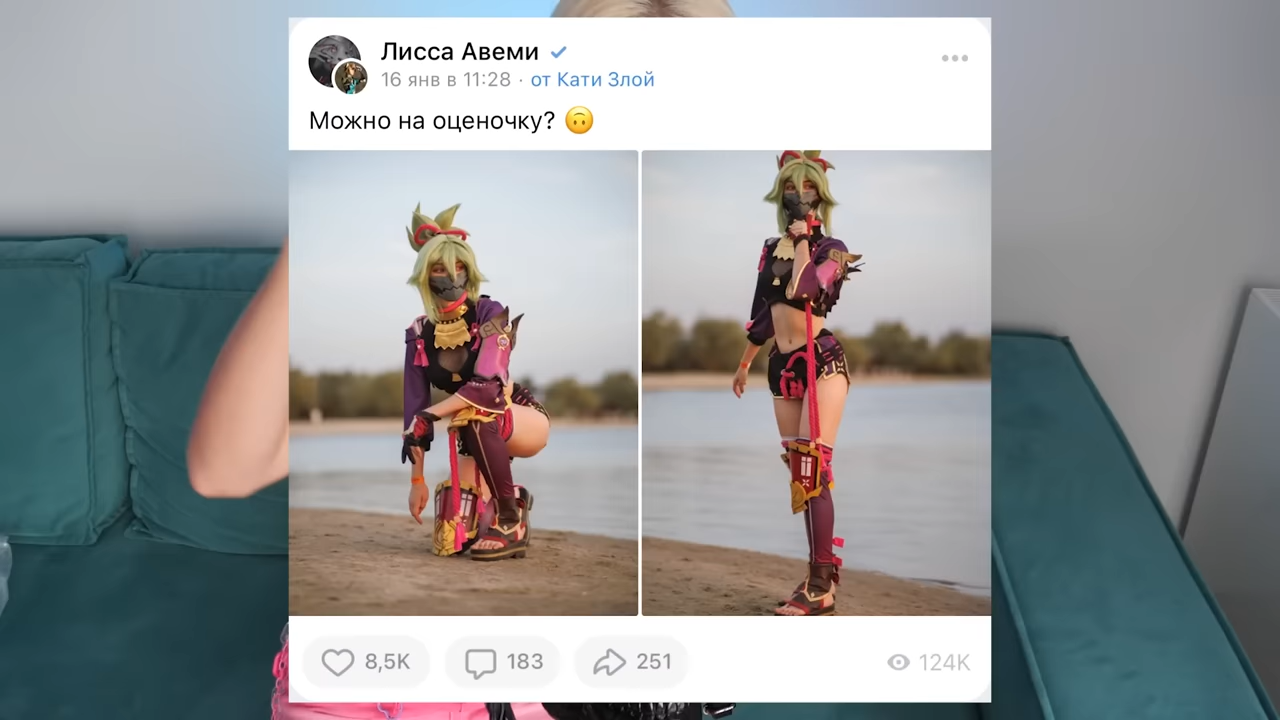 Лисса Авеми
16 янв в 11:28 · от Кати Злой
Можно на оценочку? 🙃
8,5K
183
251
124K